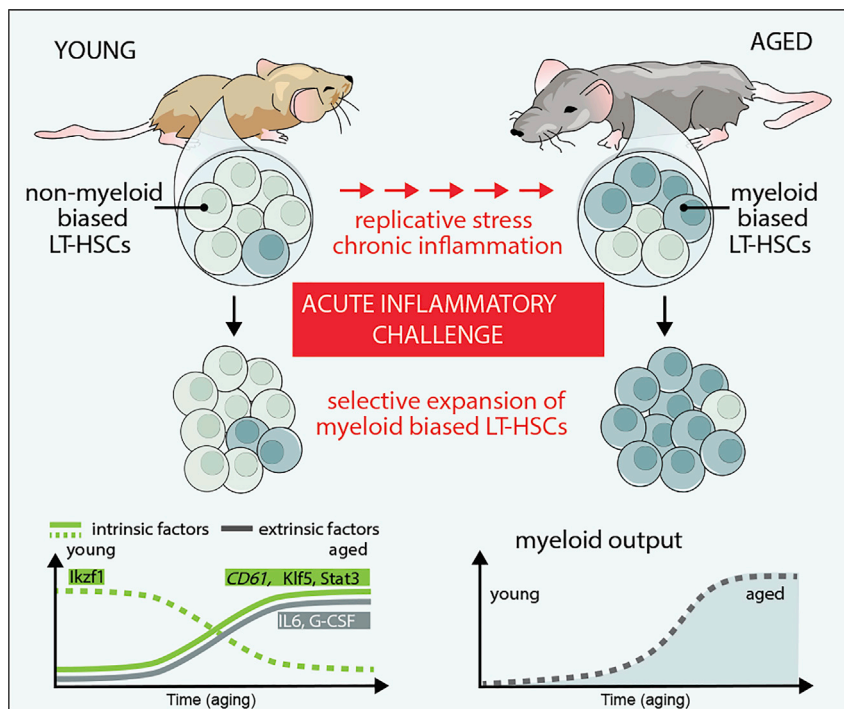 YOUNG
AGED
non-myeloid
biased
LT-HSCs
replicative stress
chronic inflammation
myeloid
biased
LT-HSCs
ACUTE INFLAMMATORY
CHALLENGE
selective expansion of
myeloid biased LT-HSCs
intrinsic factors
extrinsic factors
young
aged
Ikzf1
CD61, Klf5, Stat3
IL6, G-CSF
Time (aging)
myeloid output
young
aged
Time (aging)